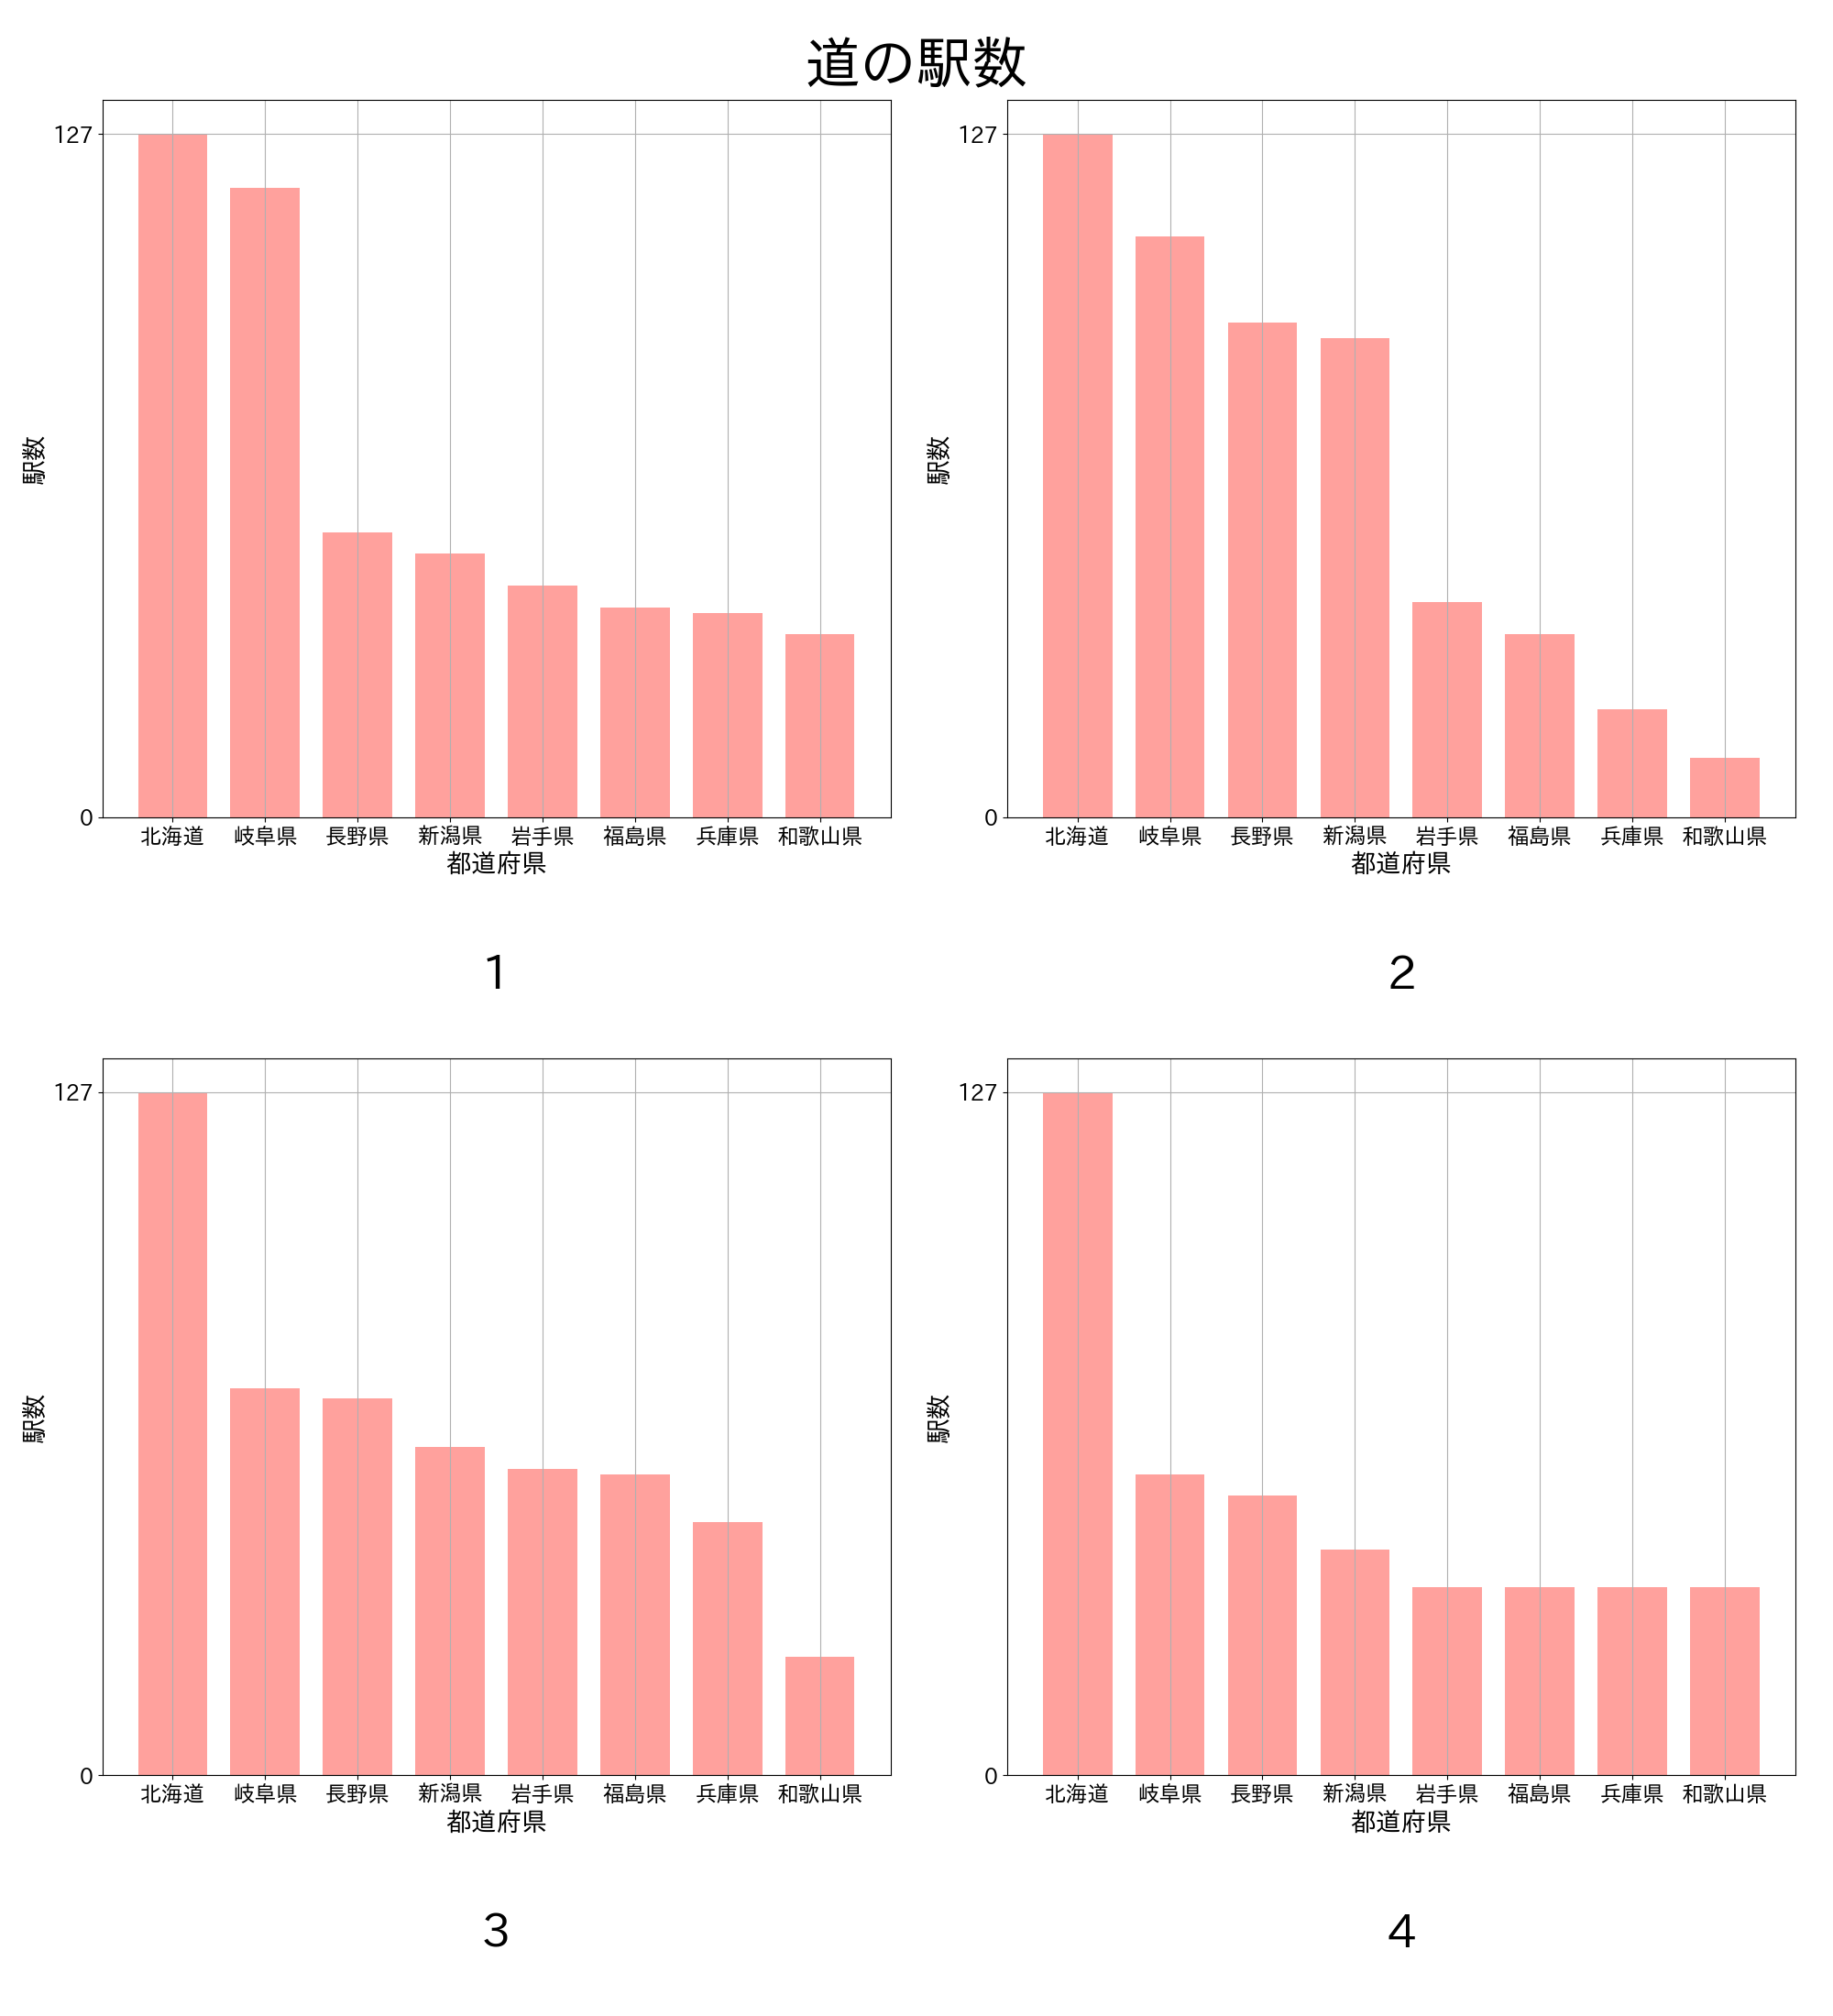 道の駅数
127
0
駅数
北海道 岐阜県 長野県 新潟県 岩手県 福島県 兵庫県 和歌山県
都道府県
1
127
0
駅数
北海道 岐阜県 長野県 新潟県 岩手県 福島県 兵庫県 和歌山県
都道府県
2
127
0
駅数
北海道 岐阜県 長野県 新潟県 岩手県 福島県 兵庫県 和歌山県
都道府県
3
127
0
駅数
北海道 岐阜県 長野県 新潟県 岩手県 福島県 兵庫県 和歌山県
都道府県
4